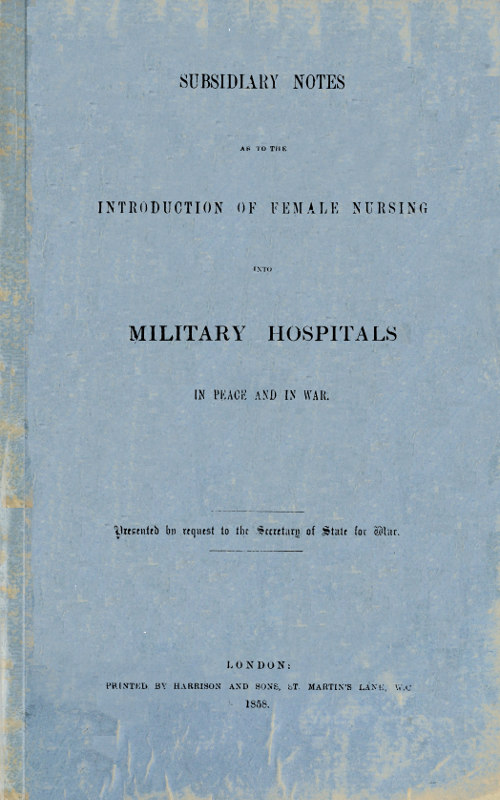 SUBSIDIARY NOTES
AS TO THE
INTRODUCTION OF FEMALE NURSING
INTO
MILITARY HOSPITALS
IN PEACE AND IN WAR.
Presented by request to the Secretary of State for War.
LONDON:
PRINTED BY HARRISON AND SONS, ST. MARTIN'S LANE, W.C
1858.